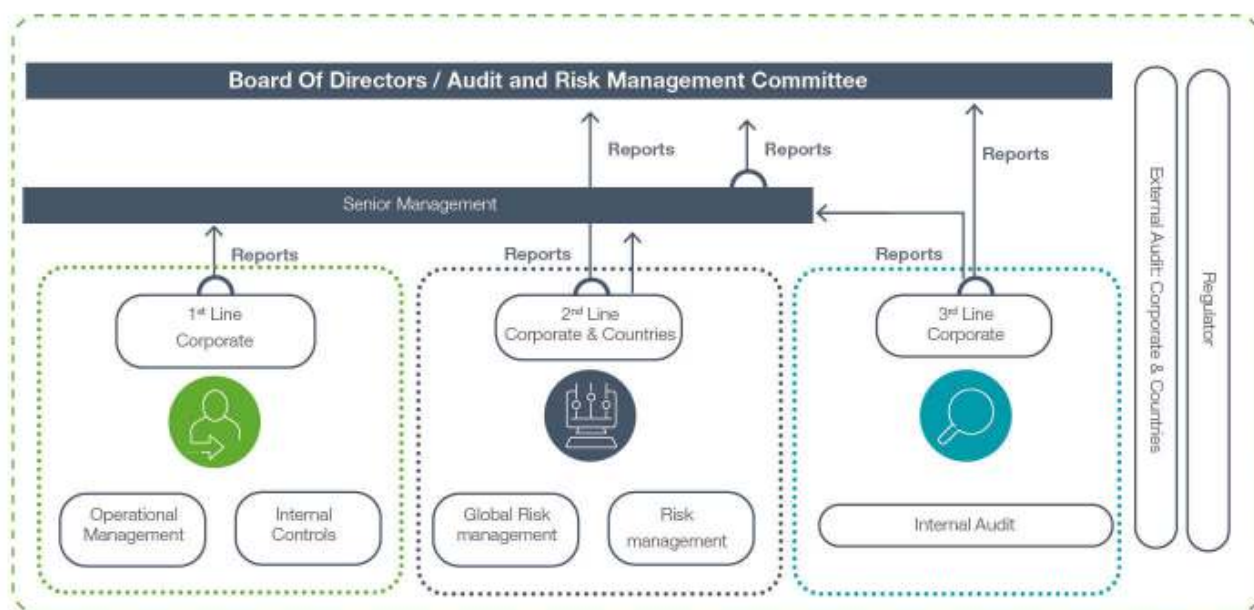 Board Of Directors / Audit and Risk Management Committee
Reports
Reports
Reports
Senior Management
Reports
Reports
Reports
1st Line
Corporate
2nd Line
Corporate & Countries
3rd Line
Corporate
Operational
Management
Internal
Controls
Global Risk
management
Risk
management
Internal Audit
External Audit: Corporate & Countries
Regulator